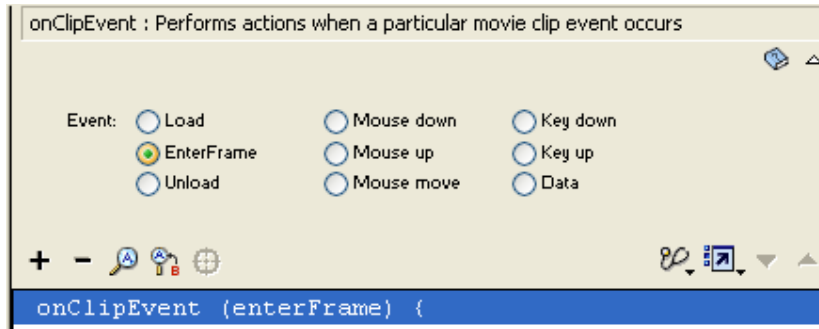 onClipEvent : Performs actions when a particular movie clip event occurs
Event: Load Mouse down Key down
EnterFrame Mouse up Key up
Unload Mouse move Data
onClipEvent (enterFrame) {